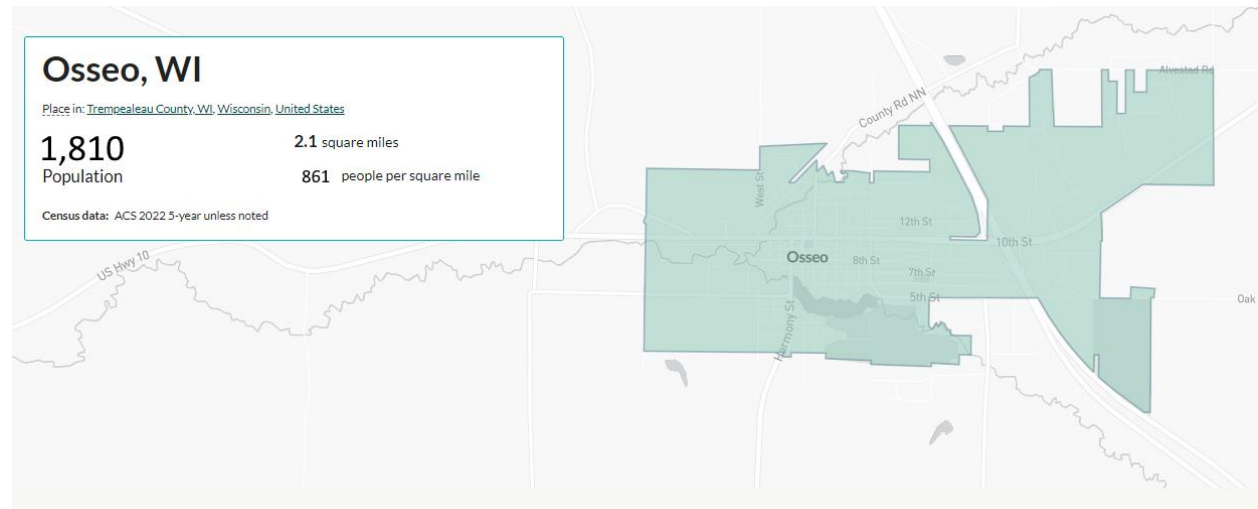 Osseo, WI
Place in: Trempealeau County, WI, Wisconsin, United States
1,810
Population
2.1 square miles
861 people per square mile
Census data: ACS 2022 5-year unless noted
Alvestad Rd
County Rd NN
West St
12th St
10th St
US Hwy 10
Osseo
8th St
7th St
5th St
Oak
Harmony St